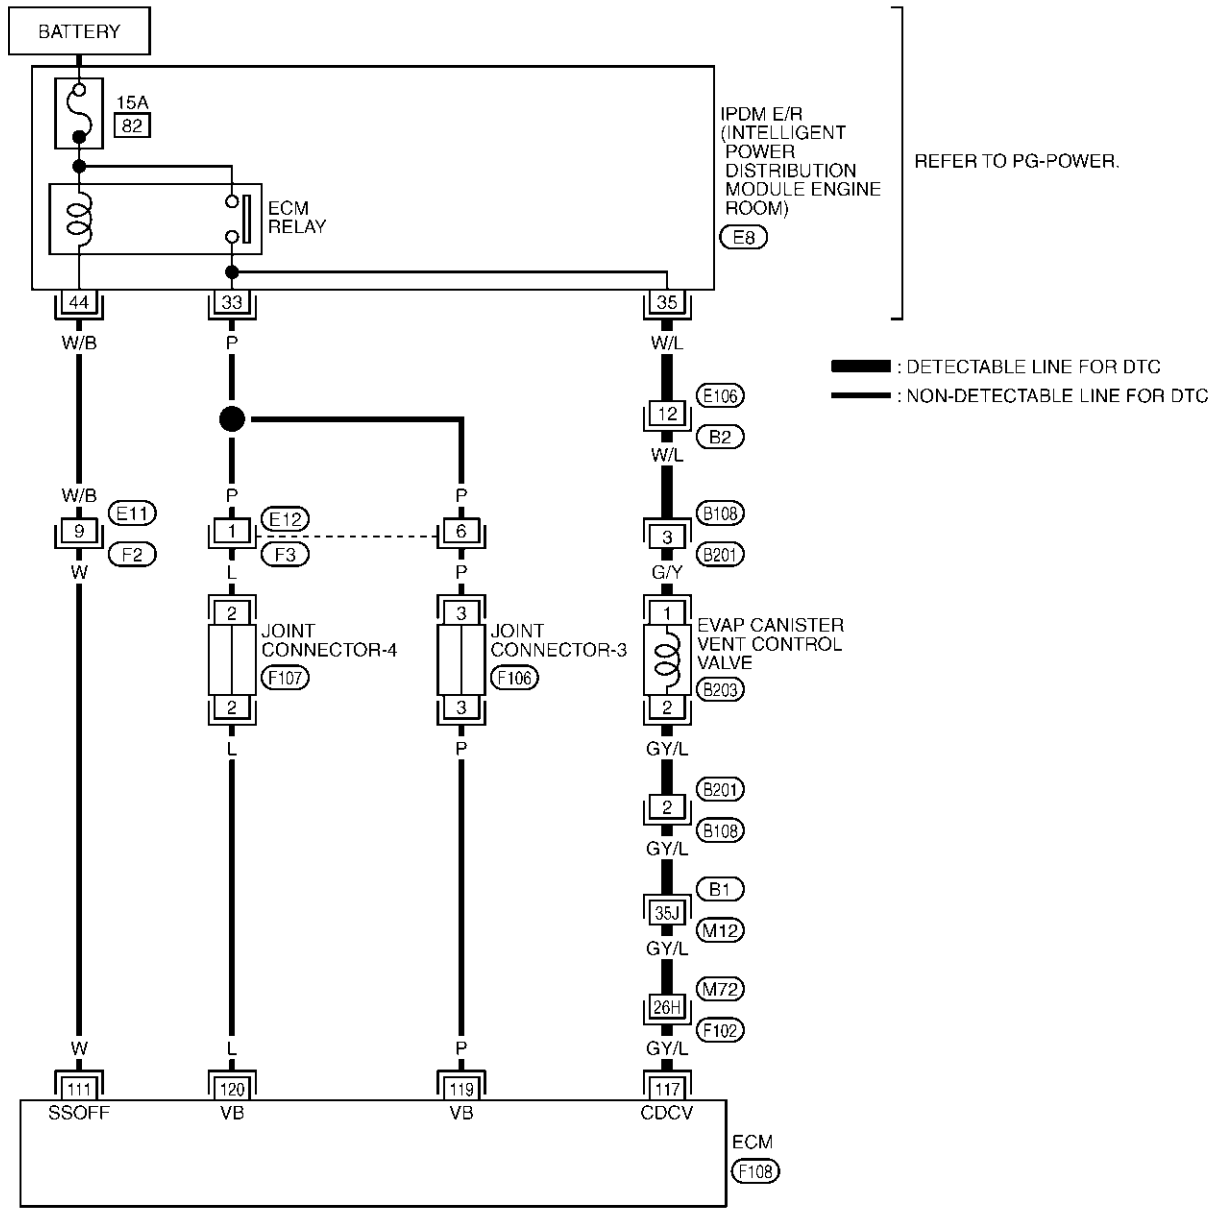 BATTERY
15A
82
IPDM E/R
(INTELLIGENT
POWER
DISTRIBUTION
MODULE ENGINE
ROOM)
E8
REFER TO PG-POWER.
ECM
RELAY
44 33 35
W/B P W/L
: DETECTABLE LINE FOR DTC
: NON-DETECTABLE LINE FOR DTC
E106
12
B2
W/L
W/B P P
E11 E12 B108
9 1 6 3
F2 F3 B201
W L P G/Y
2 3 1
JOINT
CONNECTOR-4
F107
JOINT
CONNECTOR-3
F106
EVAP CANISTER
VENT CONTROL
VALVE
B203
2 3 2
L P GY/L
B201
2
B108
GY/L
B1
35J
M12
GY/L
M72
26H
F102
W L P GY/L
111 120 119 117
SSOFF VB VB CDCV
ECM
F108